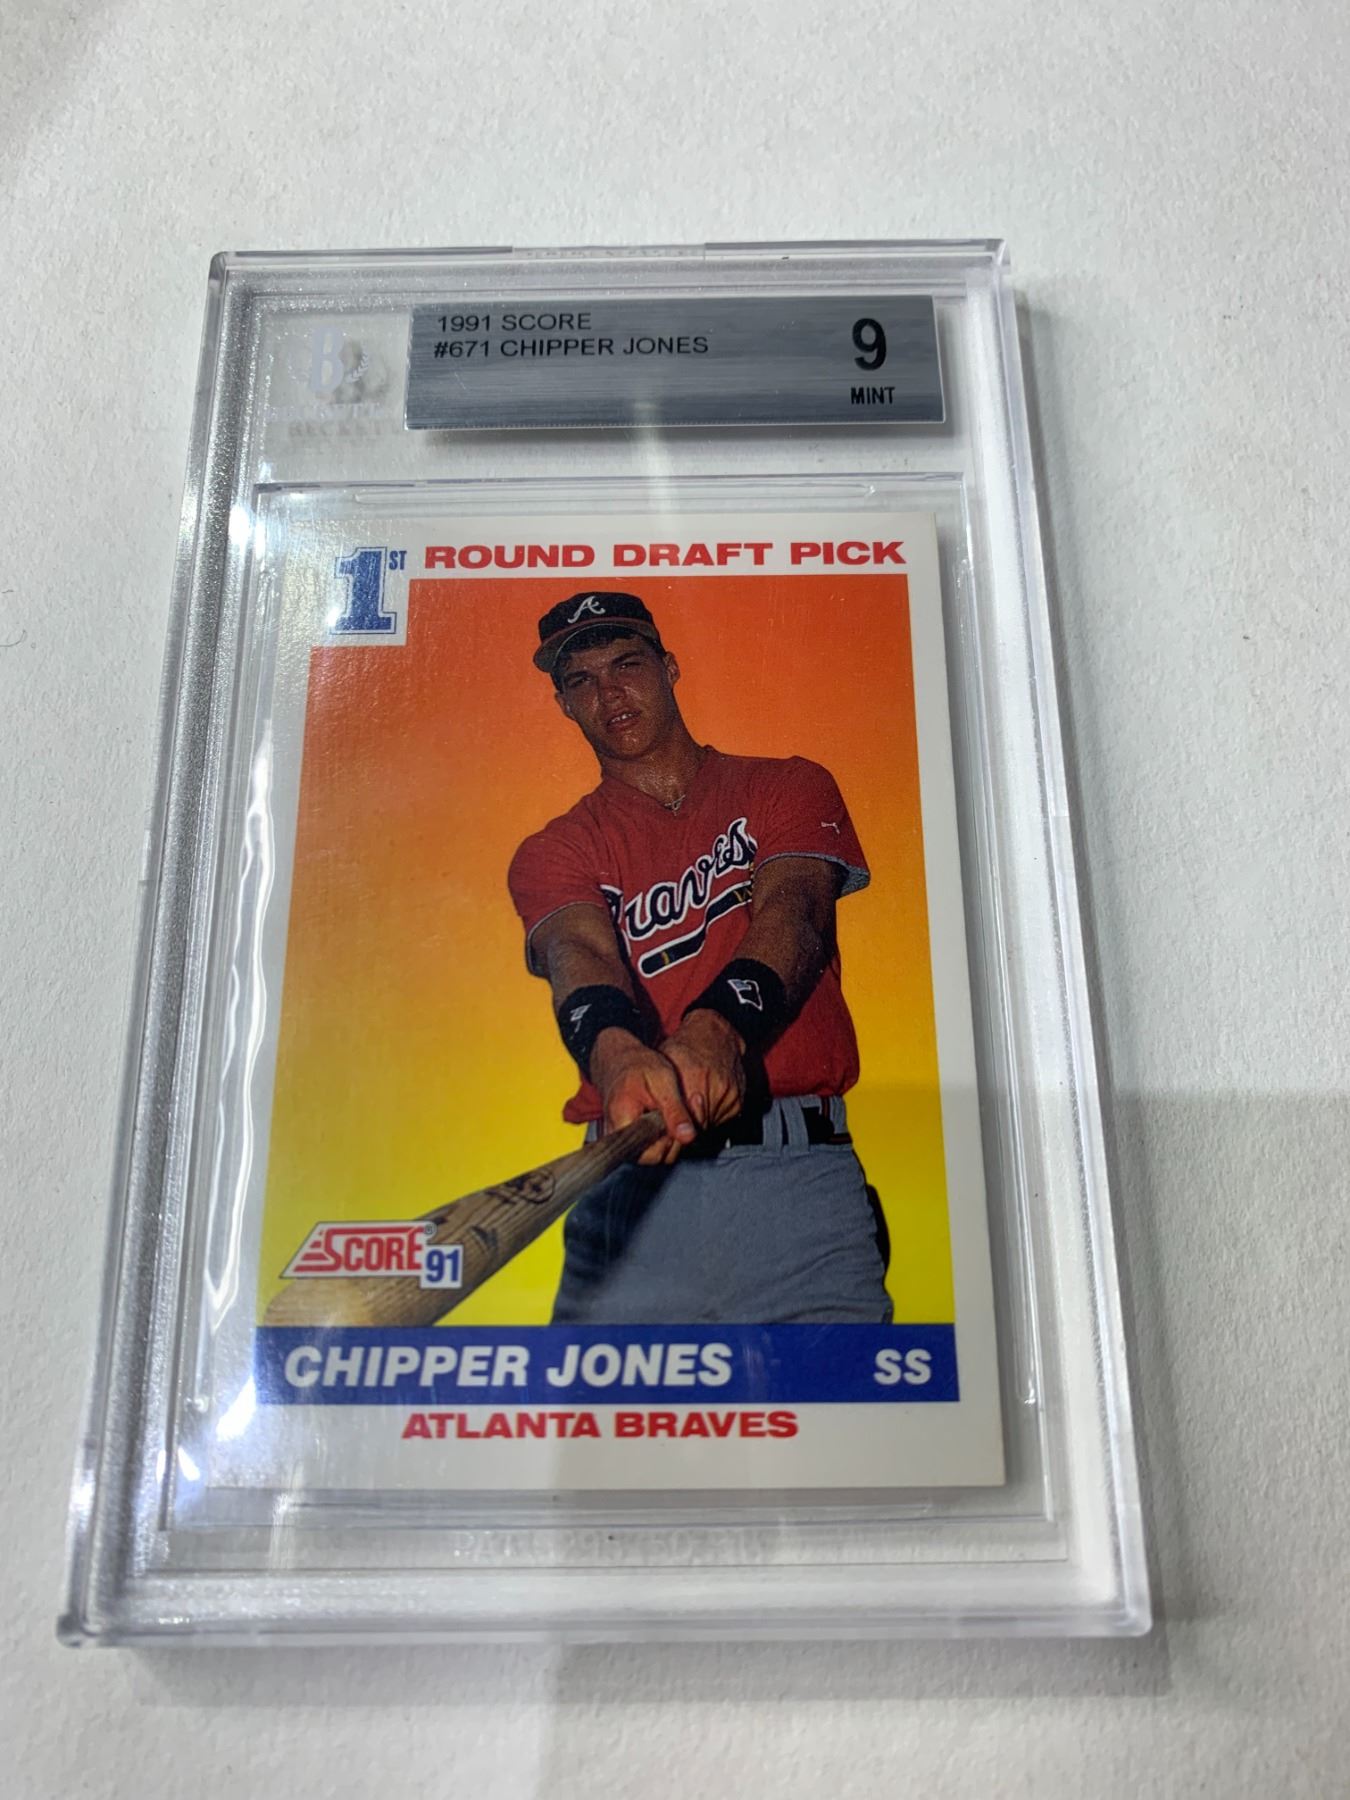 1991 SCORE
#671 CHIPPER JONES
9
MINT
B
BECKETT
1ST ROUND DRAFT PICK
A
Braves
SCORE® 91
CHIPPER JONES SS
ATLANTA BRAVES